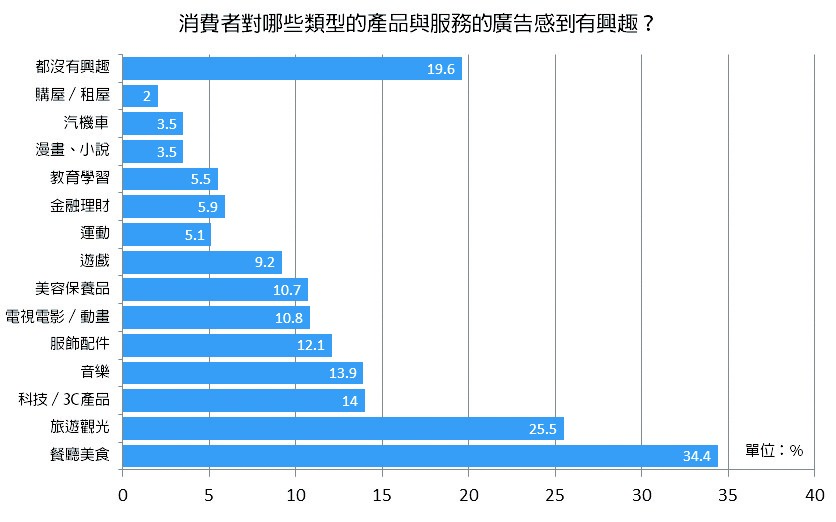 消費者對哪些類型的產品與服務的廣告感到有興趣？
都沒有興趣 19.6
購屋／租屋 2
汽機車 3.5
漫畫、小說 3.5
教育學習 5.5
金融理財 5.9
運動 5.1
遊戲 9.2
美容保養品 10.7
電視電影／動畫 10.8
服飾配件 12.1
音樂 13.9
科技／3C產品 14
旅遊觀光 25.5
餐廳美食 34.4 單位：%
0 5 10 15 20 25 30 35 40